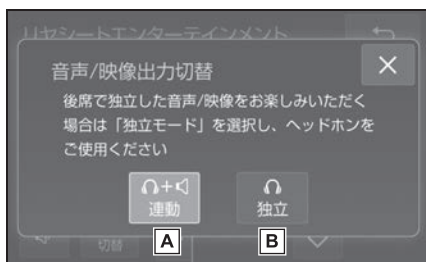 リヤシートエンターテインメント
音声/映像出力切替
後席で独立した音声/映像をお楽しみいただく
場合は「独立モード」を選択し、ヘッドホンを
ご使用ください
連動
独立
A
B
切替